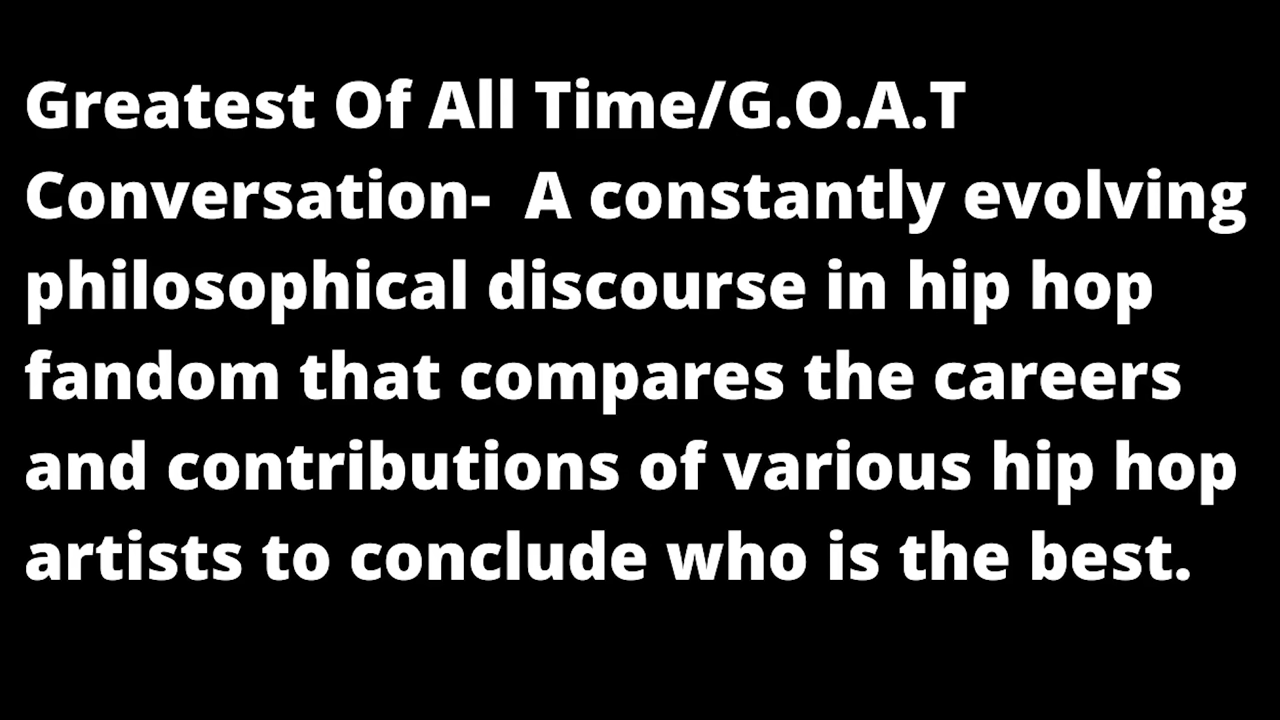 Greatest Of All Time/G.O.A.T
Conversation-  A constantly evolving
philosophical discourse in hip hop
fandom that compares the careers
and contributions of various hip hop
artists to conclude who is the best.